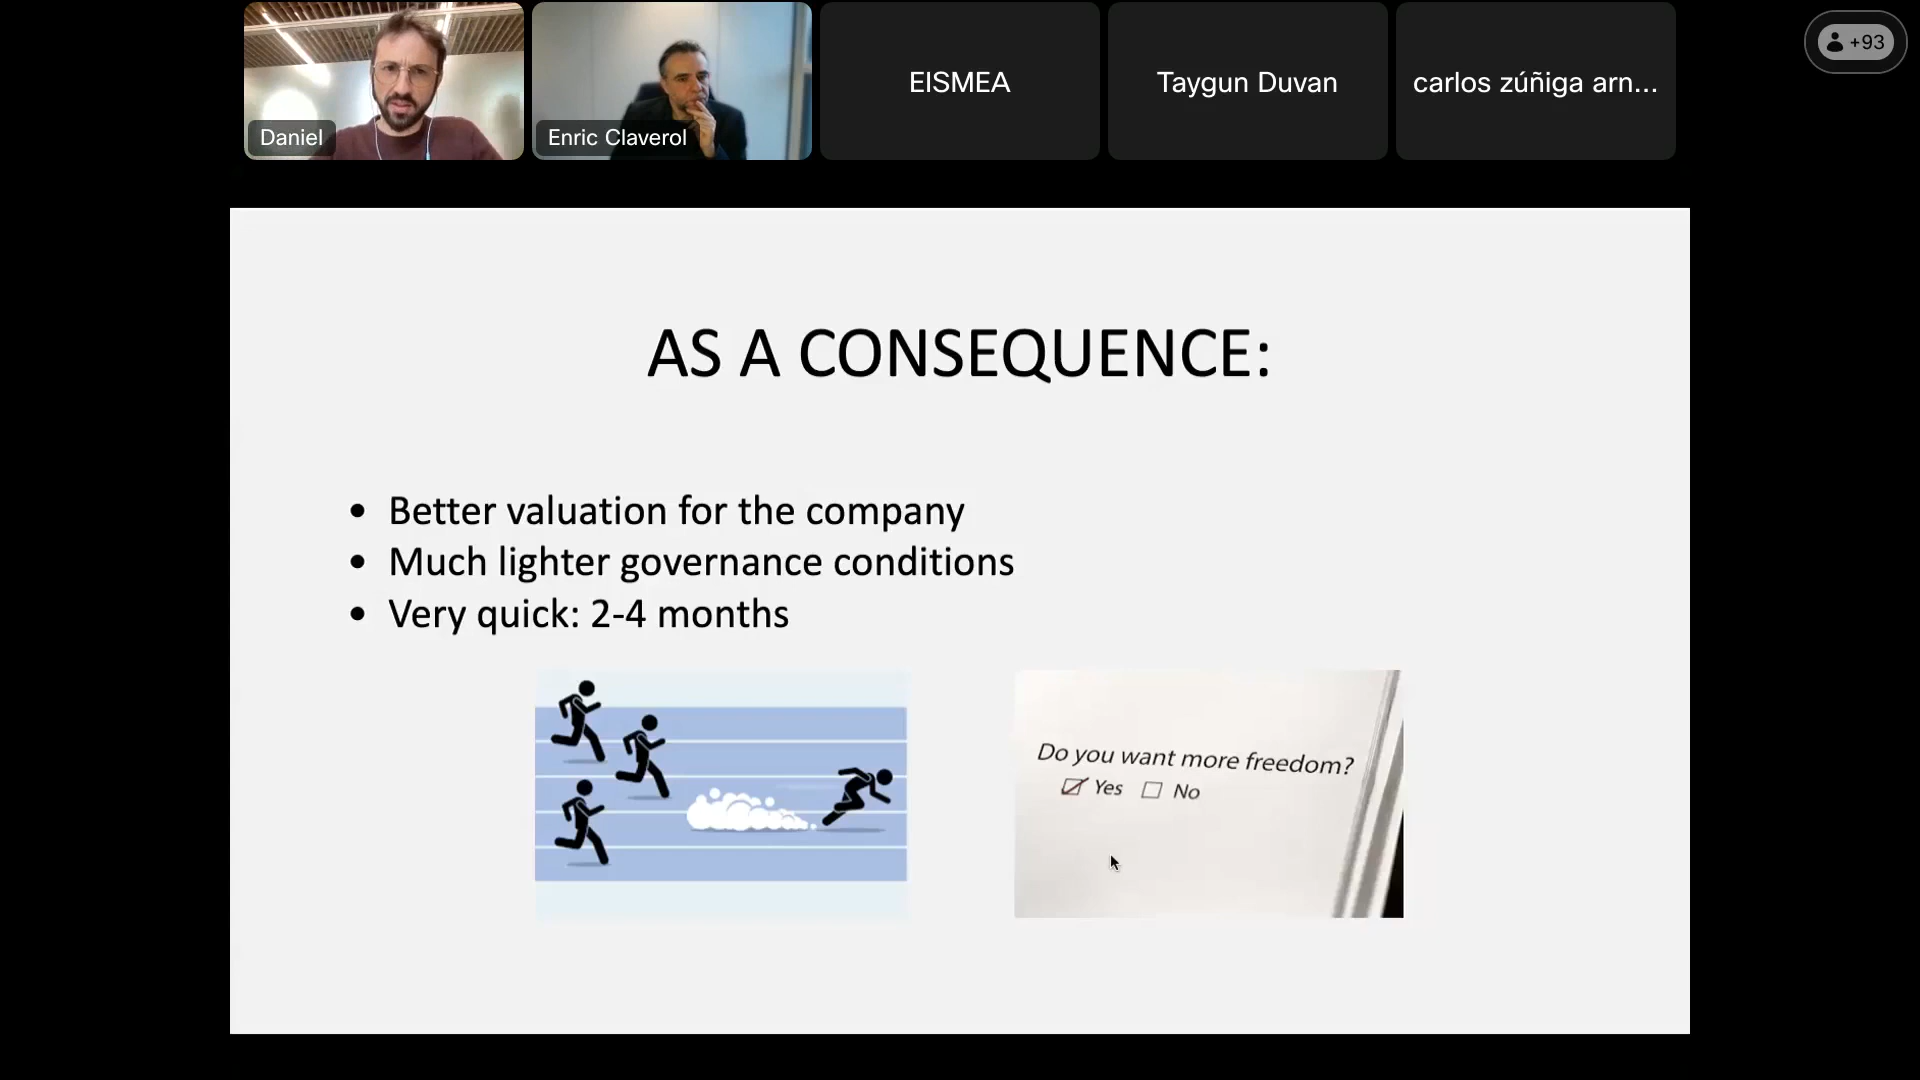 Daniel
Enric Claverol
EISMEA
Taygun Duvan
carlos zúñiga arn...
+93
AS A CONSEQUENCE:
• Better valuation for the company
• Much lighter governance conditions
• Very quick: 2-4 months
Do you want more freedom?
Yes No